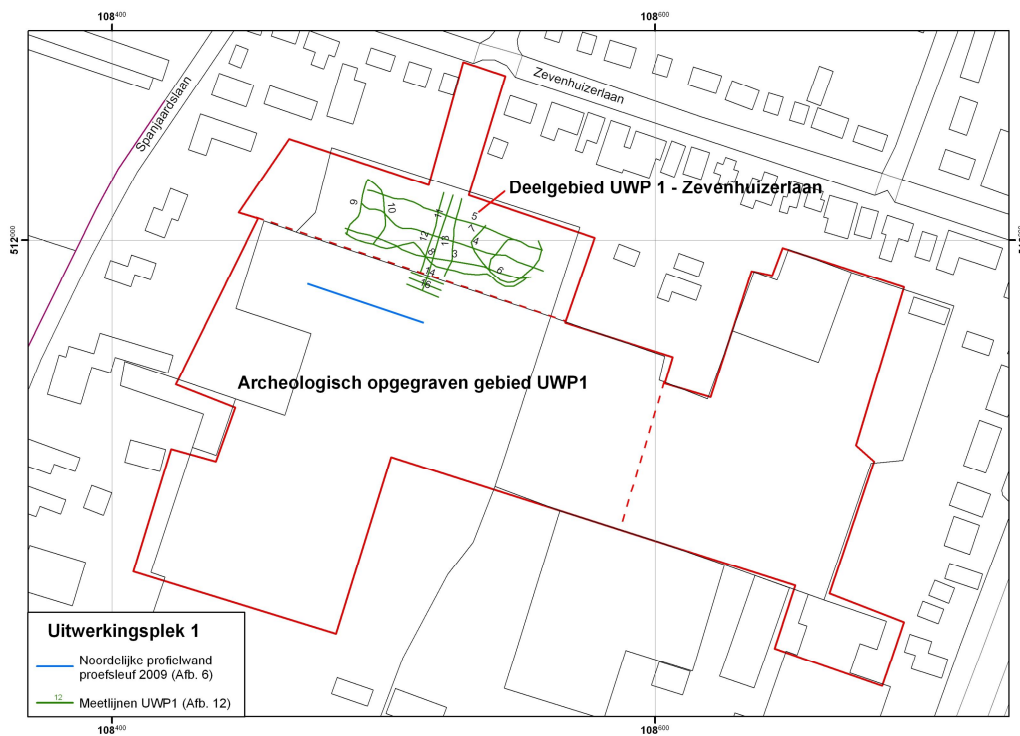 108⁴⁰⁰
108⁶⁰⁰
Spanjaardslaan
Zevenhuizerlaan
Deelgebied UWP 1 - Zevenhuizerlaan
9
10
11
5
7
12
13
4
8
3
6
14
16
512⁰⁰⁰
Archeologisch opgegraven gebied UWP1
Uitwerkingsplek 1
Noordelijke profielwand
proefsleuf 2009 (Afb. 6)
12
Meetlijnen UWP1 (Afb. 12)
108⁴⁰⁰
108⁶⁰⁰